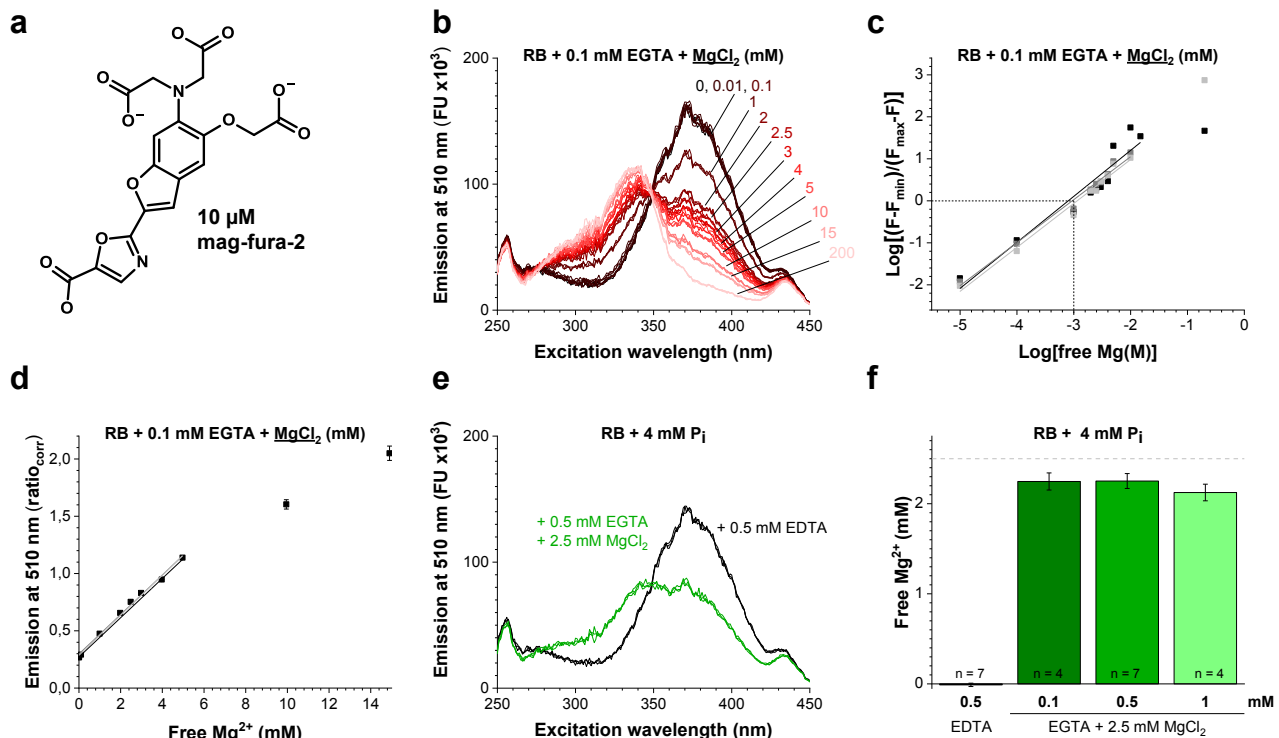 a
O
O⁻
O
O
O⁻
N
O
O
O⁻
O
O
N
O
O⁻
10 µM
mag-fura-2
b
RB + 0.1 mM EGTA + MgCl₂ (mM)
Emission at 510 nm (FU x10³)
200
100
0
0, 0.01, 0.1
1
2
2.5
3
4
5
10
15
200
250 300 350 400 450
Excitation wavelength (nm)
c
RB + 0.1 mM EGTA + MgCl₂ (mM)
Log[(F-Fmin)/(Fmax-F)]
3
2
1
0
-1
-2
-5 -4 -3 -2 -1 0
Log[free Mg(M)]
d
RB + 0.1 mM EGTA + MgCl₂ (mM)
Emission at 510 nm (ratiocorr)
2,0
1,5
1,0
0,5
0,0
0 2 4 6 8 10 12 14
Free Mg²⁺ (mM)
e
RB + 4 mM Pi
Emission at 510 nm (FU x10³)
200
100
0
+ 0.5 mM EGTA
+ 2.5 mM MgCl₂
+ 0.5 mM EDTA
250 300 350 400 450
Excitation wavelength (nm)
f
RB + 4 mM Pi
Free Mg²⁺ (mM)
2
1
0
n = 7 n = 4 n = 7 n = 4
0.5 0.1 0.5 1 mM
EDTA EGTA + 2.5 mM MgCl₂